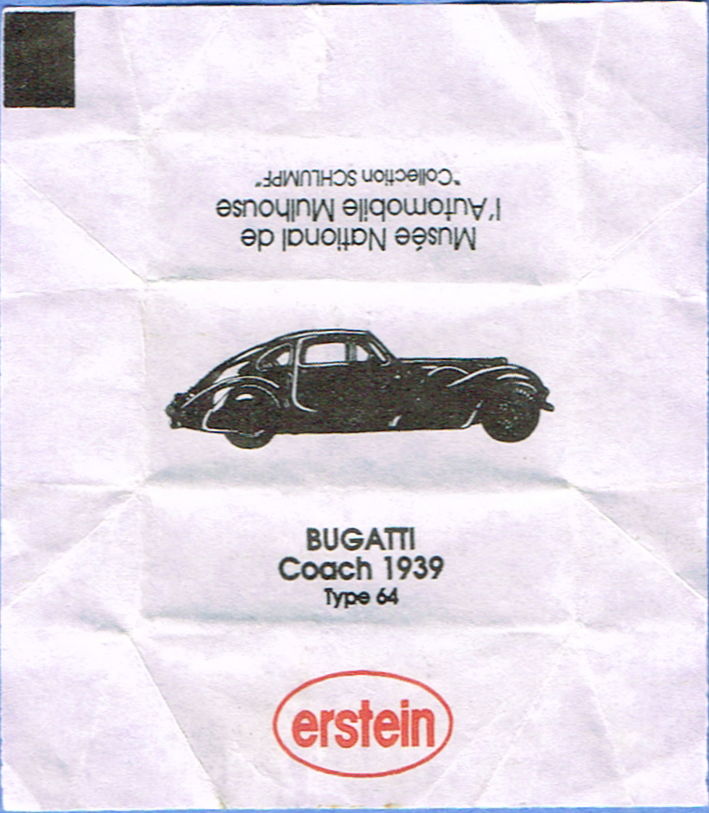 Musée National de
l'Automobile Mulhouse
"Collection SCHLUMPF"
BUGATTI
Coach 1939
Type 64
erstein